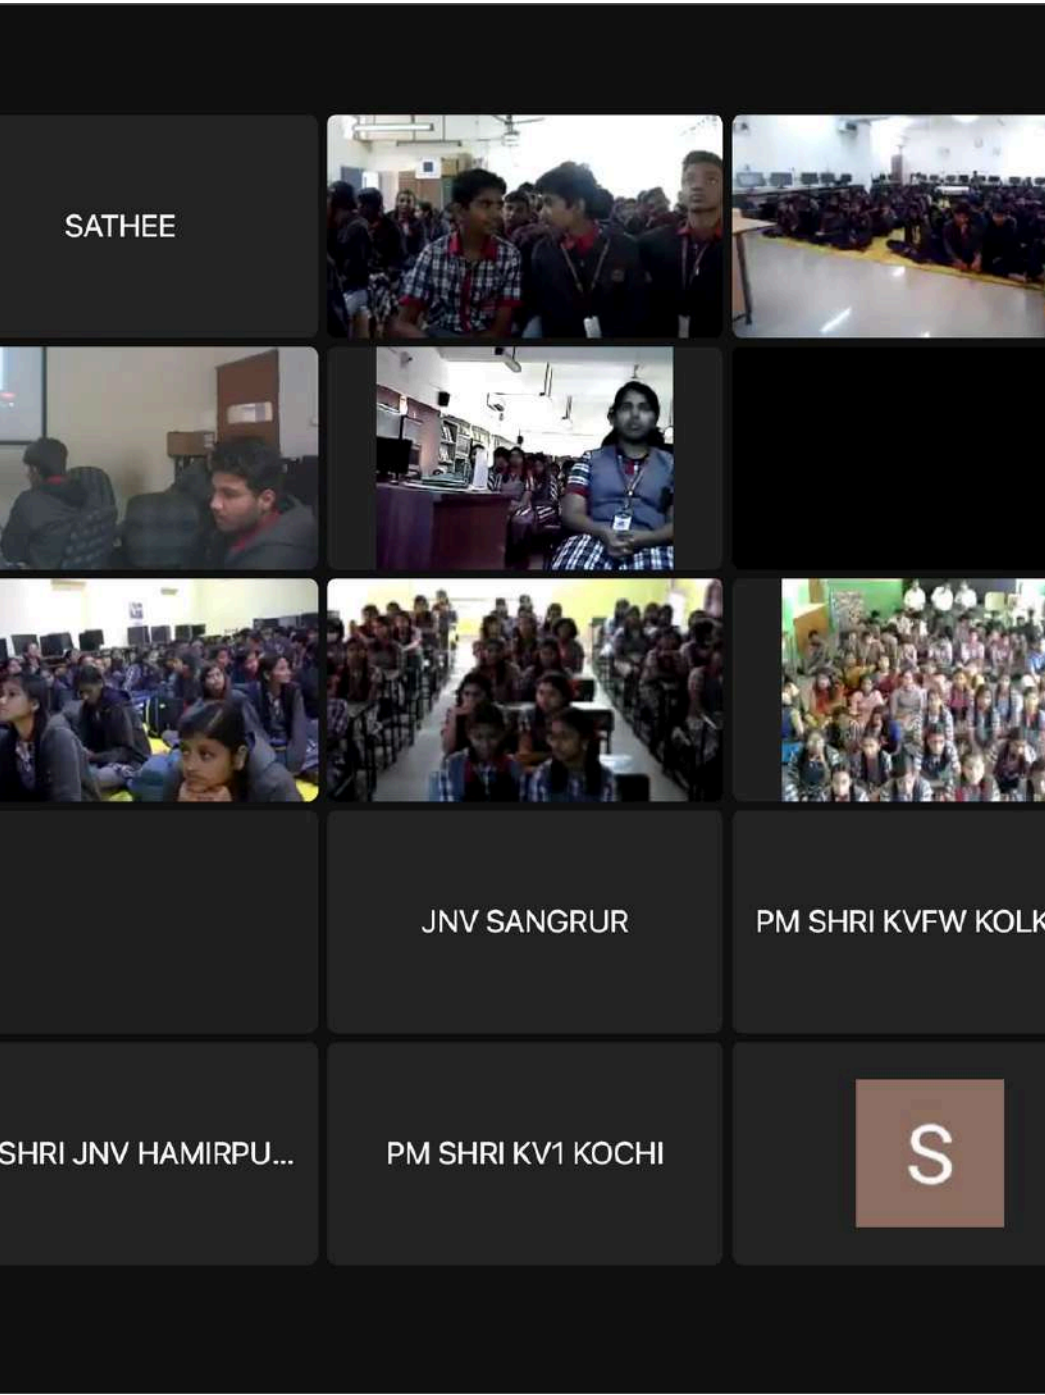 SATHEE
JNV SANGRUR
PM SHRI KVFW KOLK
SHRI JNV HAMIRPU...
PM SHRI KV1 KOCHI
S